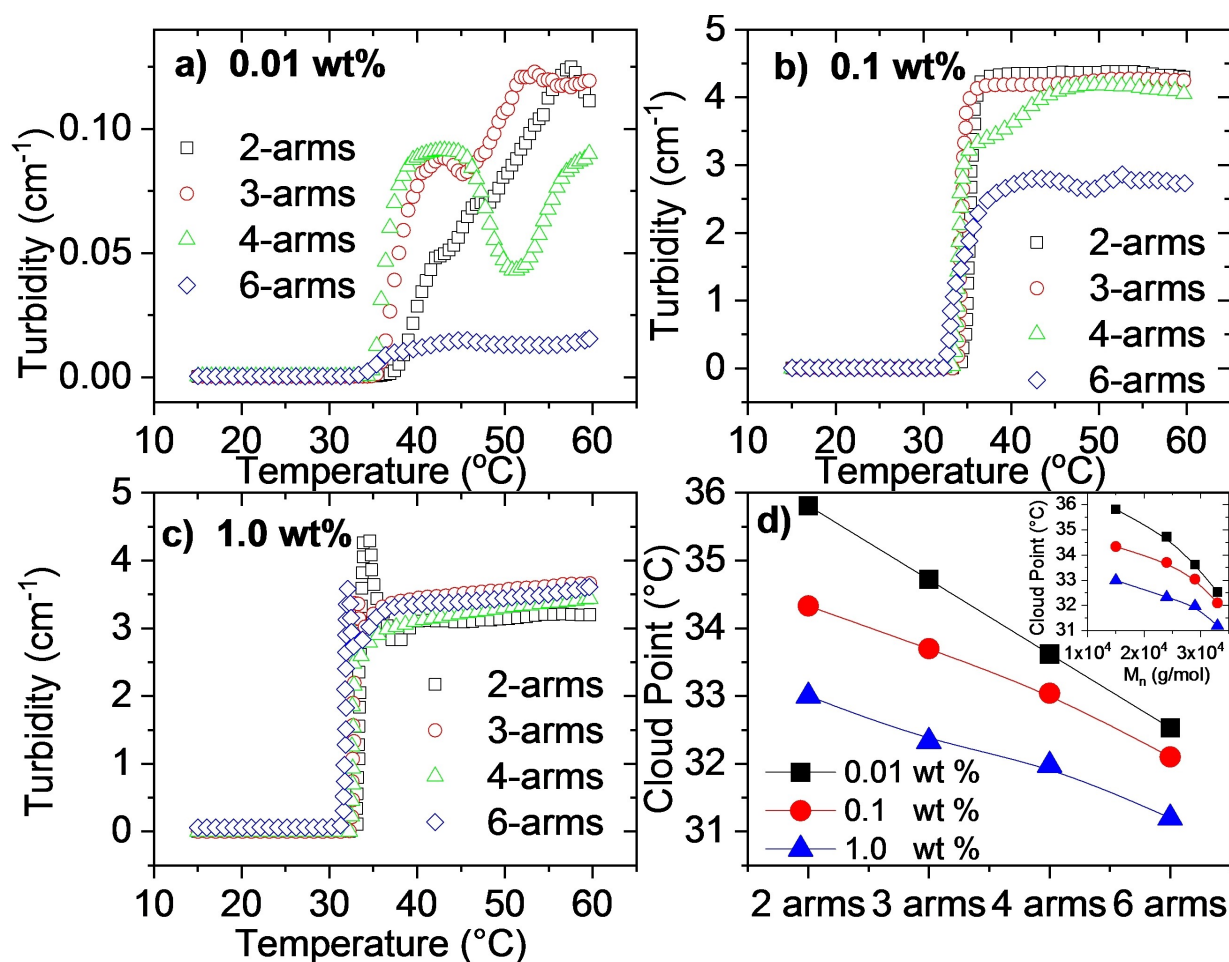 a) 0.01 wt%
2-arms
3-arms
4-arms
6-arms
Turbidity (cm⁻¹)
0.10
0.05
0.00
10 20 30 40 50 60
Temperature (ºC)
b) 0.1 wt%
2-arms
3-arms
4-arms
6-arms
Turbidity (cm⁻¹)
5
4
3
2
1
0
10 20 30 40 50 60
Temperature (ºC)
c) 1.0 wt%
2-arms
3-arms
4-arms
6-arms
Turbidity (cm⁻¹)
5
4
3
2
1
0
10 20 30 40 50 60
Temperature (°C)
d)
Cloud Point (°C)
36
35
34
33
32
31
0.01 wt %
0.1 wt %
1.0 wt %
2 arms 3 arms 4 arms 6 arms
Cloud Point (°C)
36
35
34
33
32
31
1x10⁴ 2x10⁴ 3x10⁴
Mₙ (g/mol)